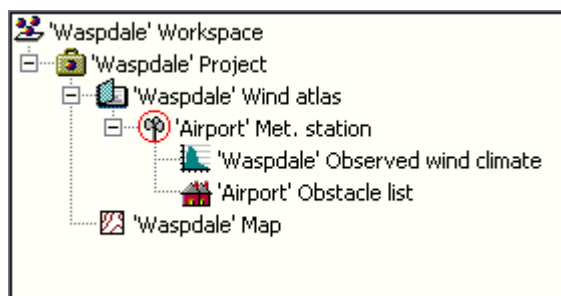 'Waspdale' Workspace
'Waspdale' Project
'Waspdale' Wind atlas
'Airport' Met. station
'Waspdale' Observed wind climate
'Airport' Obstacle list
'Waspdale' Map